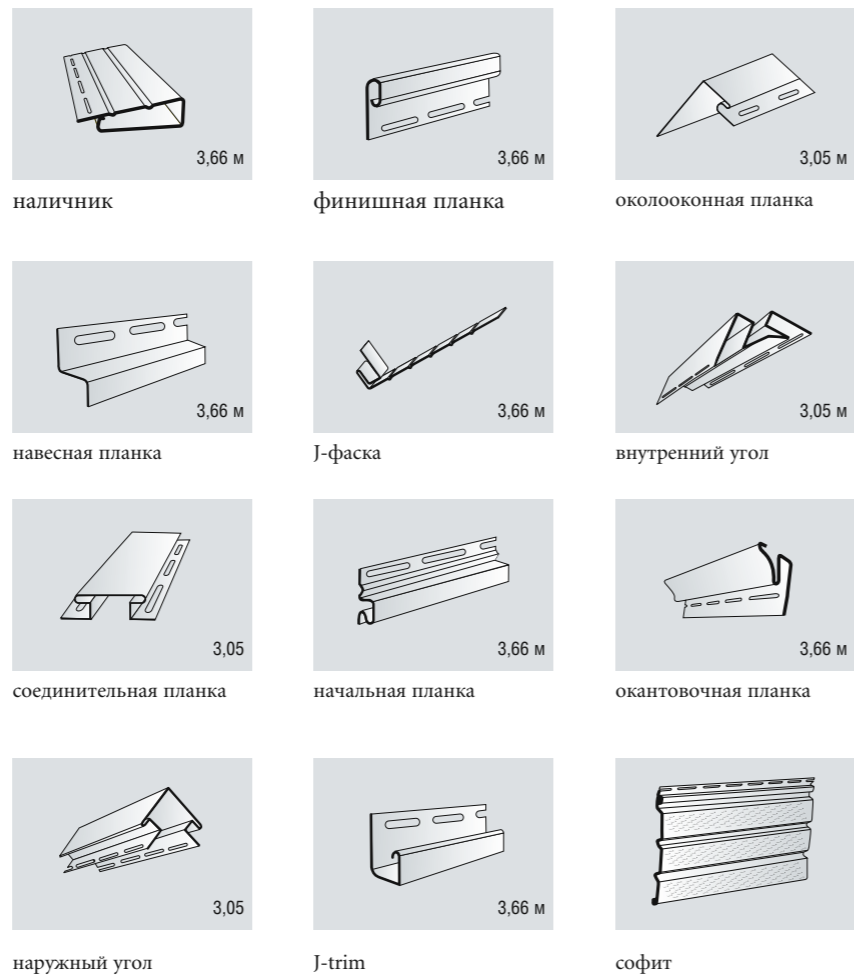 3,66 м
3,66 м
3,05 м
наличник
финишная планка
околооконная планка
3,66 м
3,66 м
3,05 м
навесная планка
J-фаска
внутренний угол
3,05
3,66 м
3,66 м
соединительная планка
начальная планка
окантовочная планка
3,05
3,66 м
наружный угол
J-trim
софит